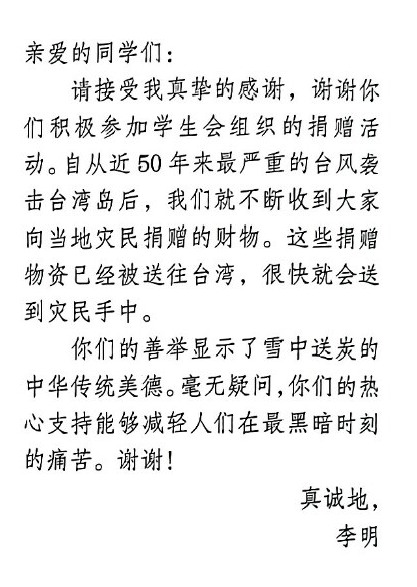 亲爱的同学们：
请接受我真挚的感谢，谢谢你
们积极参加学生会组织的捐赠活
动。自从近50年来最严重的台风袭
击台湾岛后，我们就不断收到大家
向当地灾民捐赠的财物。这些捐赠
物资已经被送往台湾，很快就会送
到灾民手中。
你们的善举显示了雪中送炭的
中华传统美德。毫无疑问，你们的热
心支持能够减轻人们在最黑暗时刻
的痛苦。谢谢！
真诚地，
李明